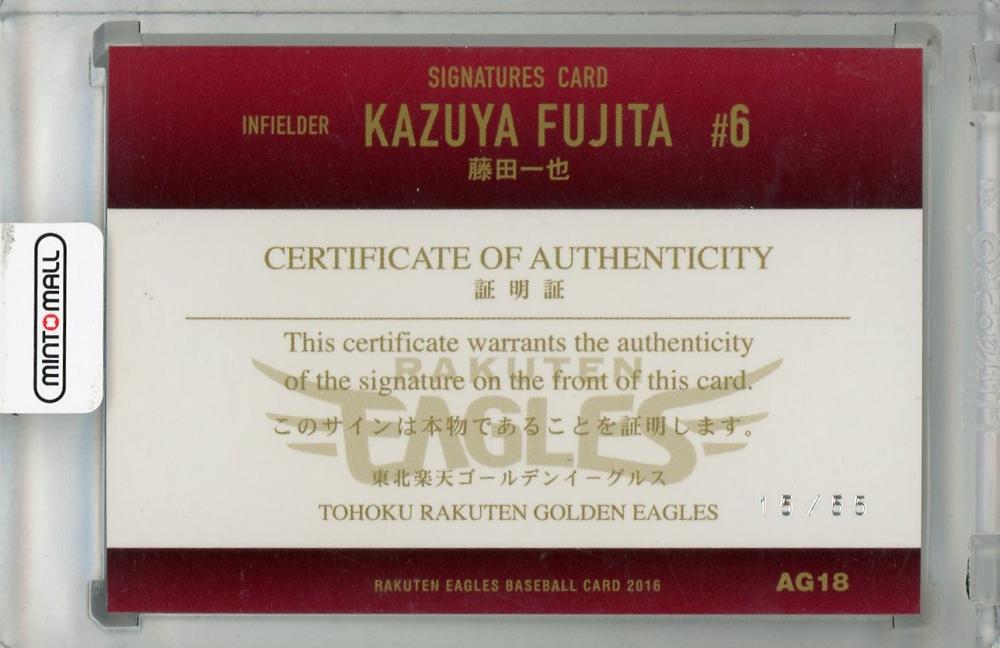 SIGNATURES CARD
INFIELDER KAZUYA FUJITA #6
藤田一也
CERTIFICATE OF AUTHENTICITY
証明証
This certificate warrants the authenticity
RAKUTEN
of the signature on the front of this card.
EAGLES
このサインは本物であることを証明します。
東北楽天ゴールデンイーグルス
TOHOKU RAKUTEN GOLDEN EAGLES
15/55
RAKUTEN EAGLES BASEBALL CARD 2016
AG18
MINTOMALL